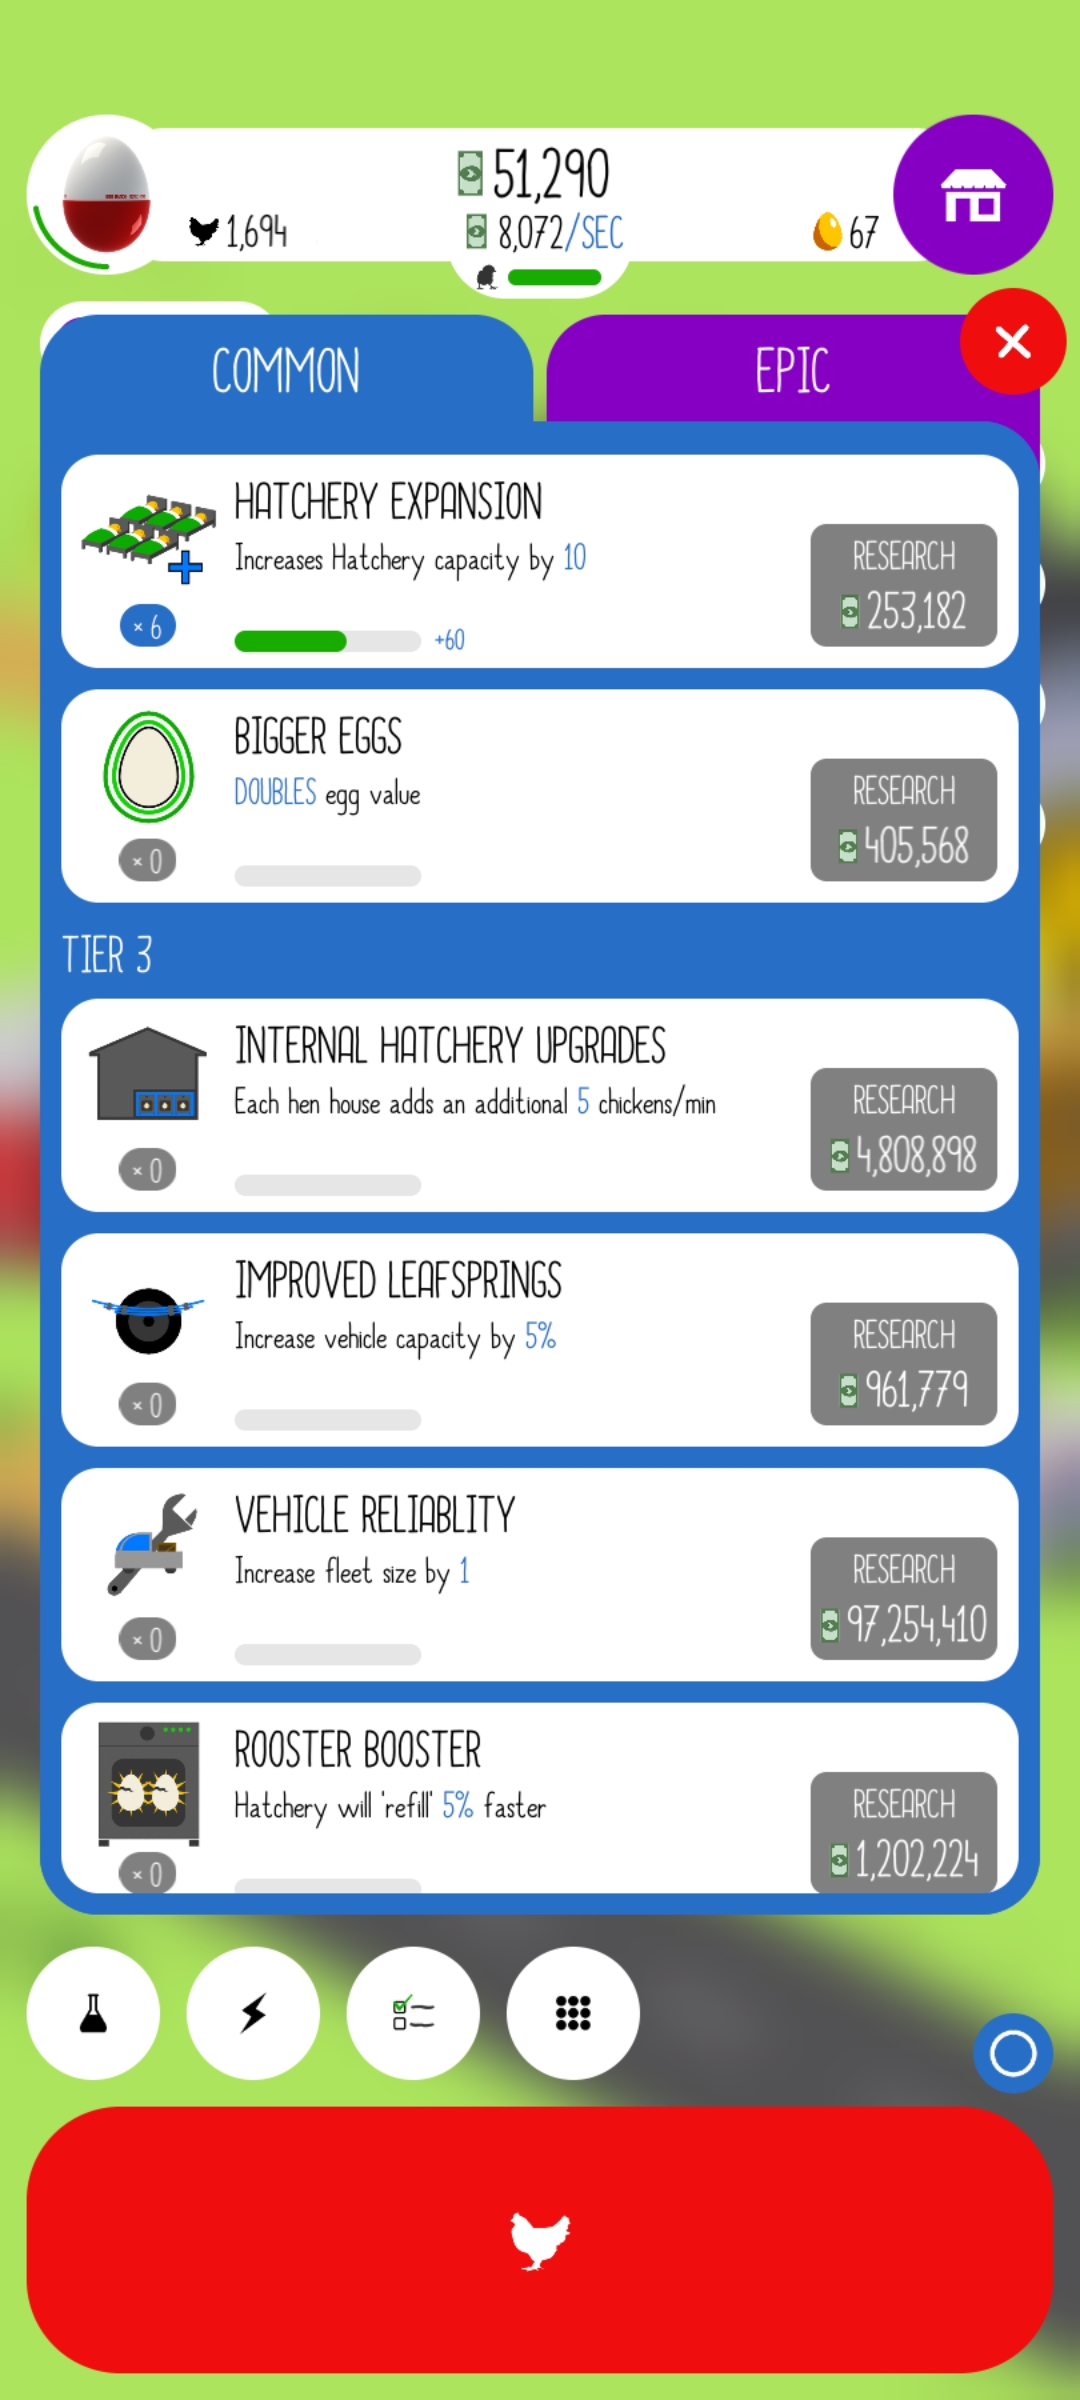 51,290
1,694
8,072/SEC
67
COMMON
EPIC
HATCHERY EXPANSION
Increases Hatchery capacity by 10
RESEARCH
253,182
× 6
+60
BIGGER EGGS
DOUBLES egg value
RESEARCH
405,568
× 0
TIER 3
INTERNAL HATCHERY UPGRADES
Each hen house adds an additional 5 chickens/min
RESEARCH
4,808,898
× 0
IMPROVED LEAFSPRINGS
Increase vehicle capacity by 5%
RESEARCH
961,779
× 0
VEHICLE RELIABLITY
Increase fleet size by 1
RESEARCH
97,254,410
× 0
ROOSTER BOOSTER
Hatchery will 'refill' 5% faster
RESEARCH
1,202,224
× 0